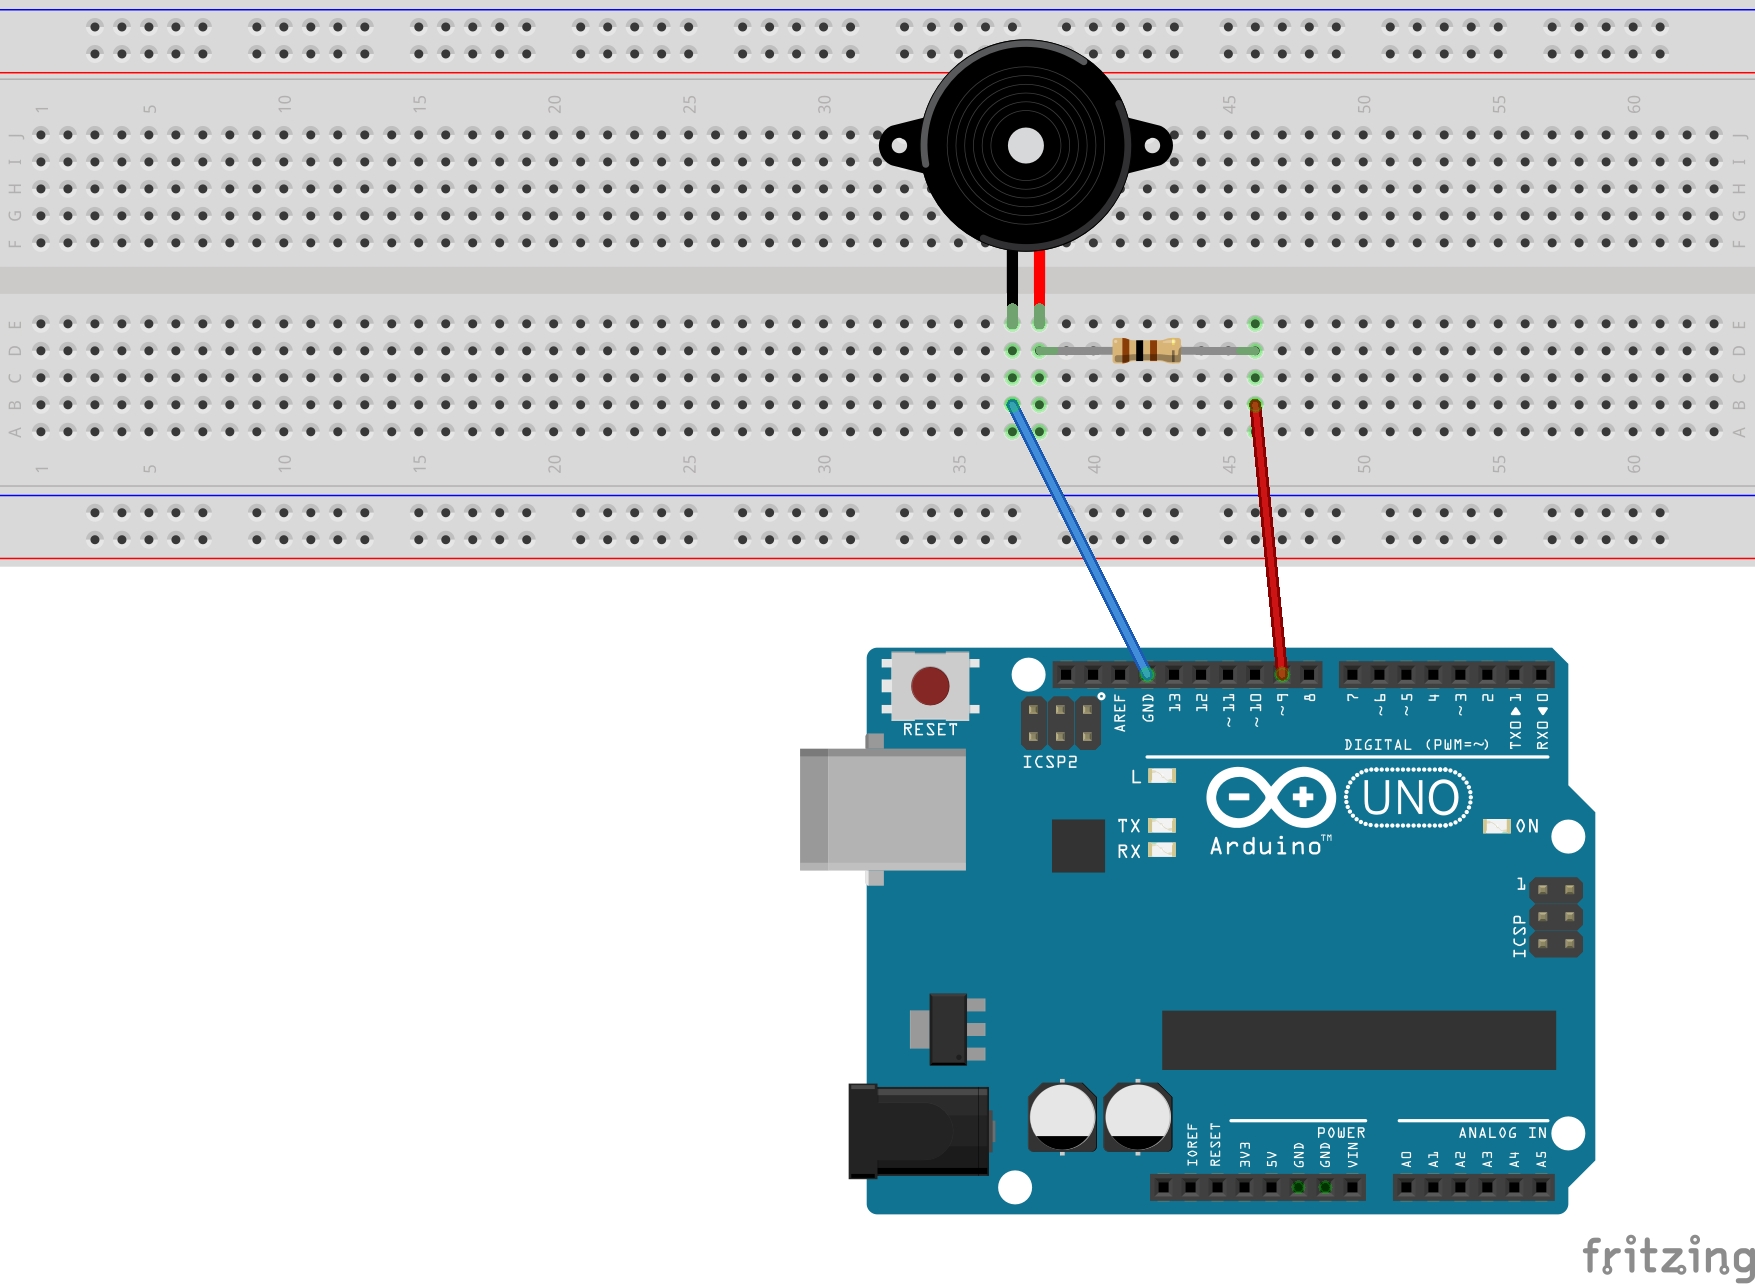 1 5 10 15 20 25 30 45 50 55 60
J J
I I
H H
G G
F F
E E
D D
C C
B B
A A
1 5 10 15 20 25 30 35 40 45 50 55 60
RESET
AREF
GND
13
12
~11
~10
~9
8
7
~6
~5
4
~3
2
TX0▶1
RX0◀0
ICSP2
DIGITAL (PWM=~)
L
TX
RX
UNO
Arduino™
ON
1
ICSP
IOREF
RESET
3V3
5V
GND
GND
VIN
POWER
ANALOG IN
A0
A1
A2
A3
A4
A5
fritzing